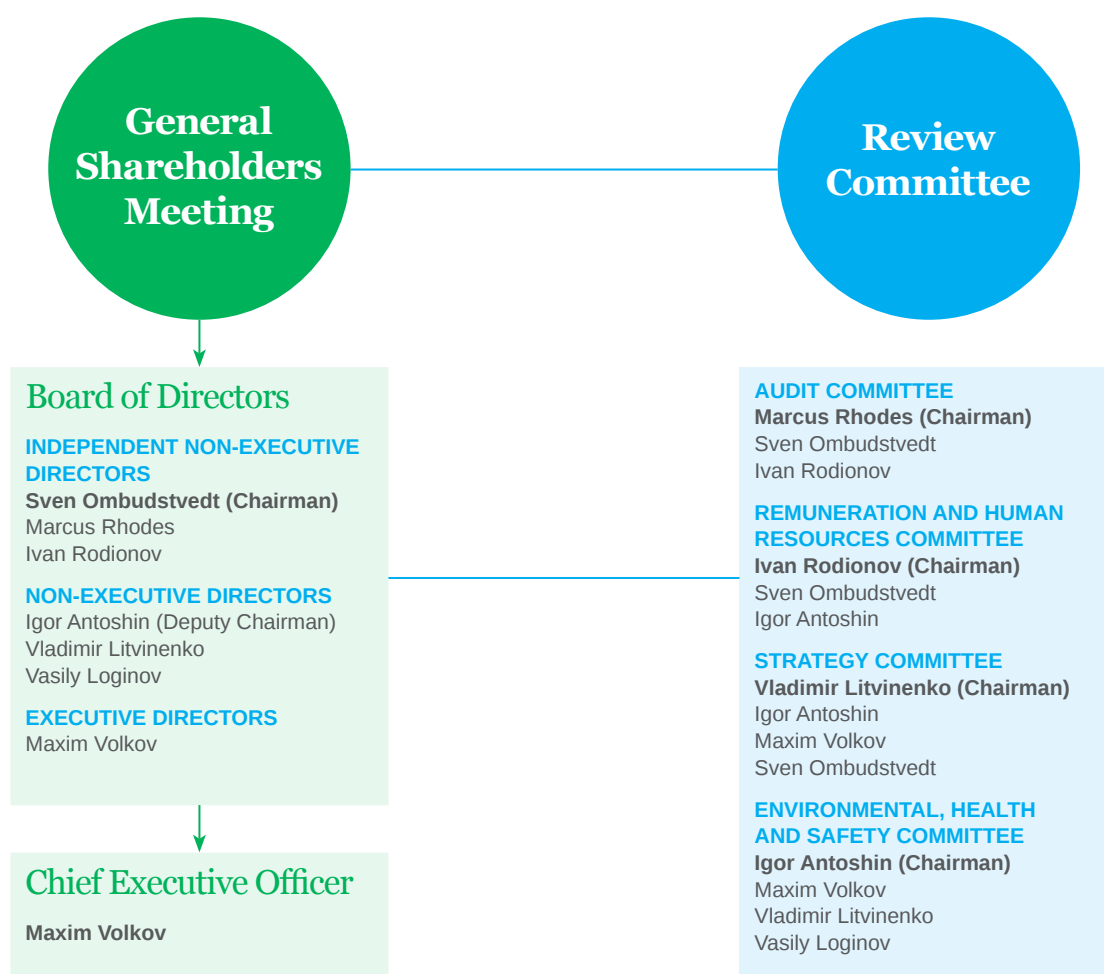 General
Shareholders
Meeting
Review
Committee
Board of Directors
INDEPENDENT NON-EXECUTIVE
DIRECTORS
Sven Ombudstvedt (Chairman)
Marcus Rhodes
Ivan Rodionov
NON-EXECUTIVE DIRECTORS
Igor Antoshin (Deputy Chairman)
Vladimir Litvinenko
Vasily Loginov
EXECUTIVE DIRECTORS
Maxim Volkov
Chief Executive Officer
Maxim Volkov
AUDIT COMMITTEE
Marcus Rhodes (Chairman)
Sven Ombudstvedt
Ivan Rodionov
REMUNERATION AND HUMAN
RESOURCES COMMITTEE
Ivan Rodionov (Chairman)
Sven Ombudstvedt
Igor Antoshin
STRATEGY COMMITTEE
Vladimir Litvinenko (Chairman)
Igor Antoshin
Maxim Volkov
Sven Ombudstvedt
ENVIRONMENTAL, HEALTH
AND SAFETY COMMITTEE
Igor Antoshin (Chairman)
Maxim Volkov
Vladimir Litvinenko
Vasily Loginov